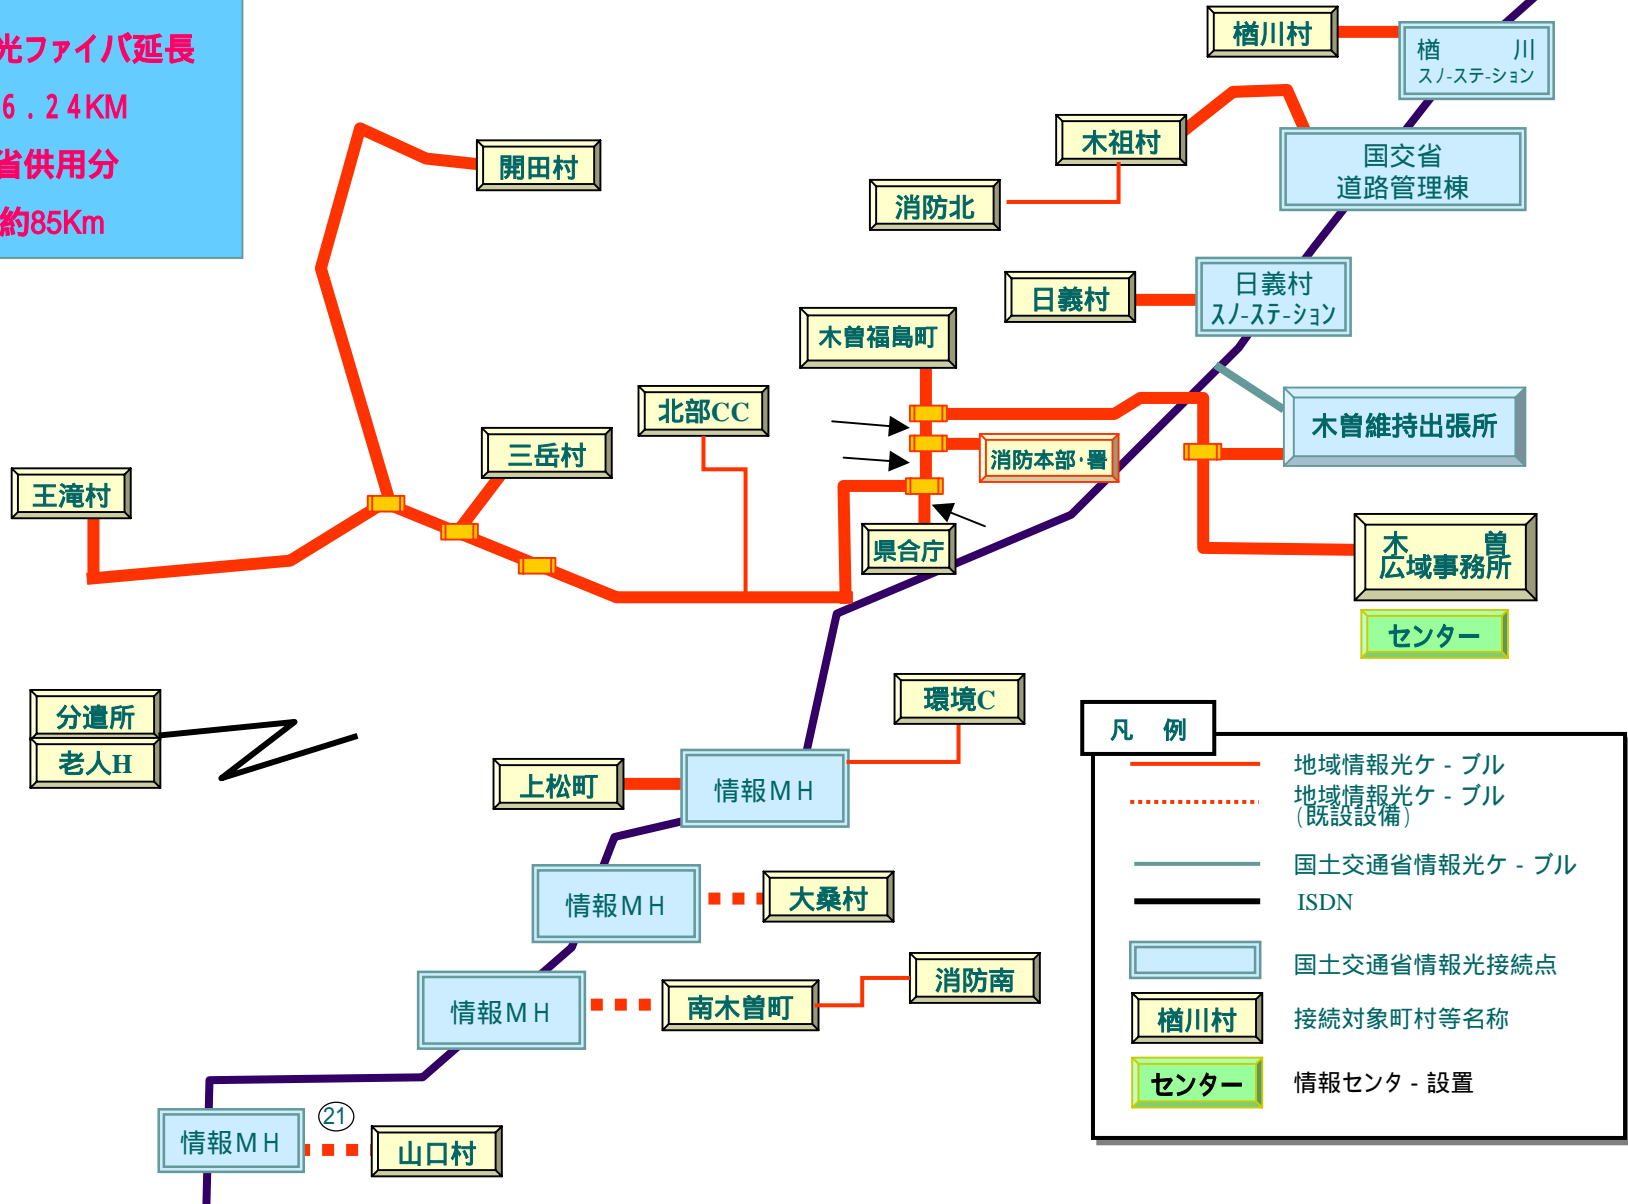 光ファイバ延長
6．24KM
省供用分
約85Km
楢川村
楢　川
スノ-ステ-ション
木祖村
国交省
道路管理棟
開田村
消防北
日義村
日義村
スノ-ステ-ション
木曽福島町
北部CC
木曽維持出張所
三岳村
消防本部･署
王滝村
県合庁
木　曽
広域事務所
センター
分遣所
老人H
環境C
上松町
情報ＭＨ
情報ＭＨ
大桑村
情報ＭＨ
南木曽町
消防南
情報ＭＨ
21
山口村
凡　例
地域情報光ケ‐ブル
地域情報光ケ‐ブル
(既設設備)
国土交通省情報光ケ‐ブル
ISDN
国土交通省情報光接続点
楢川村
接続対象町村等名称
センター
情報センタ‐設置